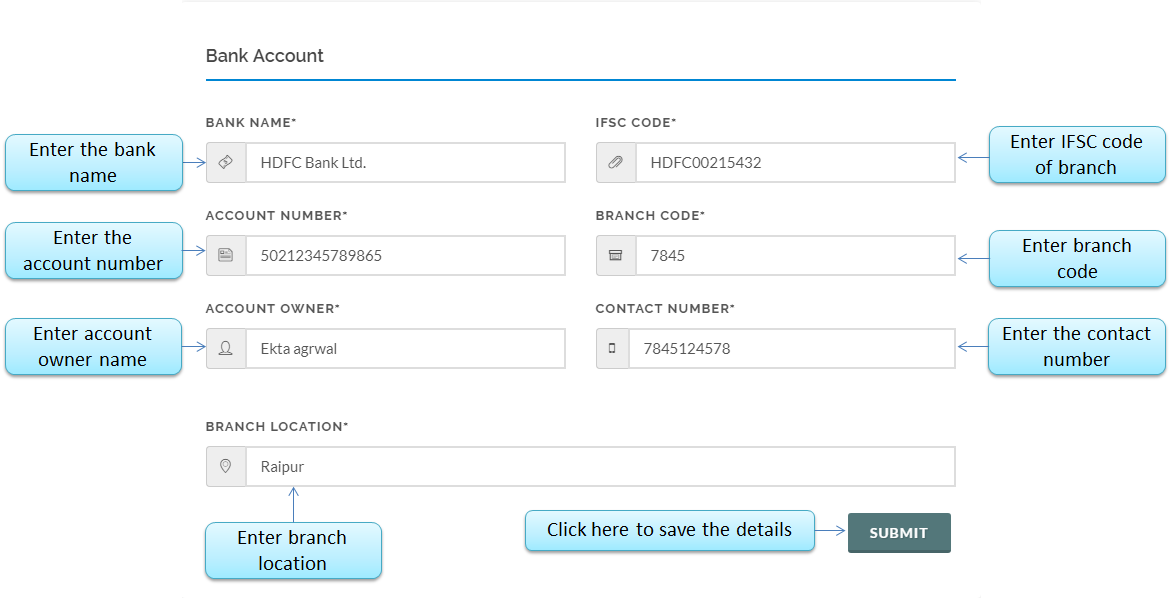 Bank Account
BANK NAME*
IFSC CODE*
Enter the bank
name
HDFC Bank Ltd.
HDFC00215432
Enter IFSC code
of branch
ACCOUNT NUMBER*
BRANCH CODE*
Enter the
account number
50212345789865
7845
Enter branch
code
ACCOUNT OWNER*
CONTACT NUMBER*
Enter account
owner name
Ekta agrwal
7845124578
Enter the contact
number
BRANCH LOCATION*
Raipur
Enter branch
location
Click here to save the details
SUBMIT